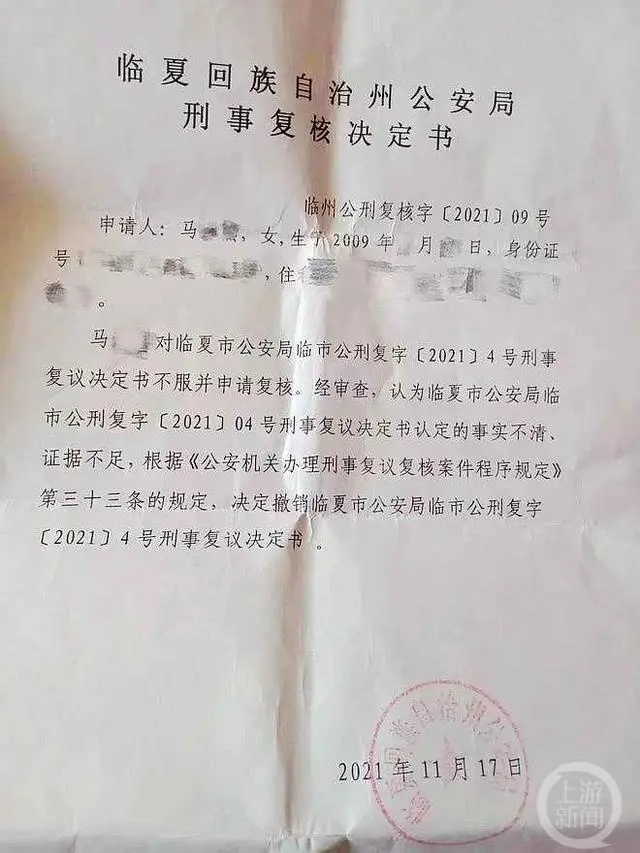 临夏回族自治州公安局
刑事复核决定书
临州公刑复核字〔2021〕09号
申请人：马 ，女，生于2009年 月 日，身份证
号 ，住
。
马 对临夏市公安局临市公刑复字〔2021〕4号刑事
复议决定书不服并申请复核。经审查，认为临夏市公安局临
市公刑复字〔2021〕04号刑事复议决定书认定的事实不清、
证据不足，根据《公安机关办理刑事复议复核案件程序规定》
第三十三条的规定，决定撤销临夏市公安局临市公刑复字
〔2021〕4号刑事复议决定书 。
临夏回族自治州公安局
2021年11月17日
上游新闻